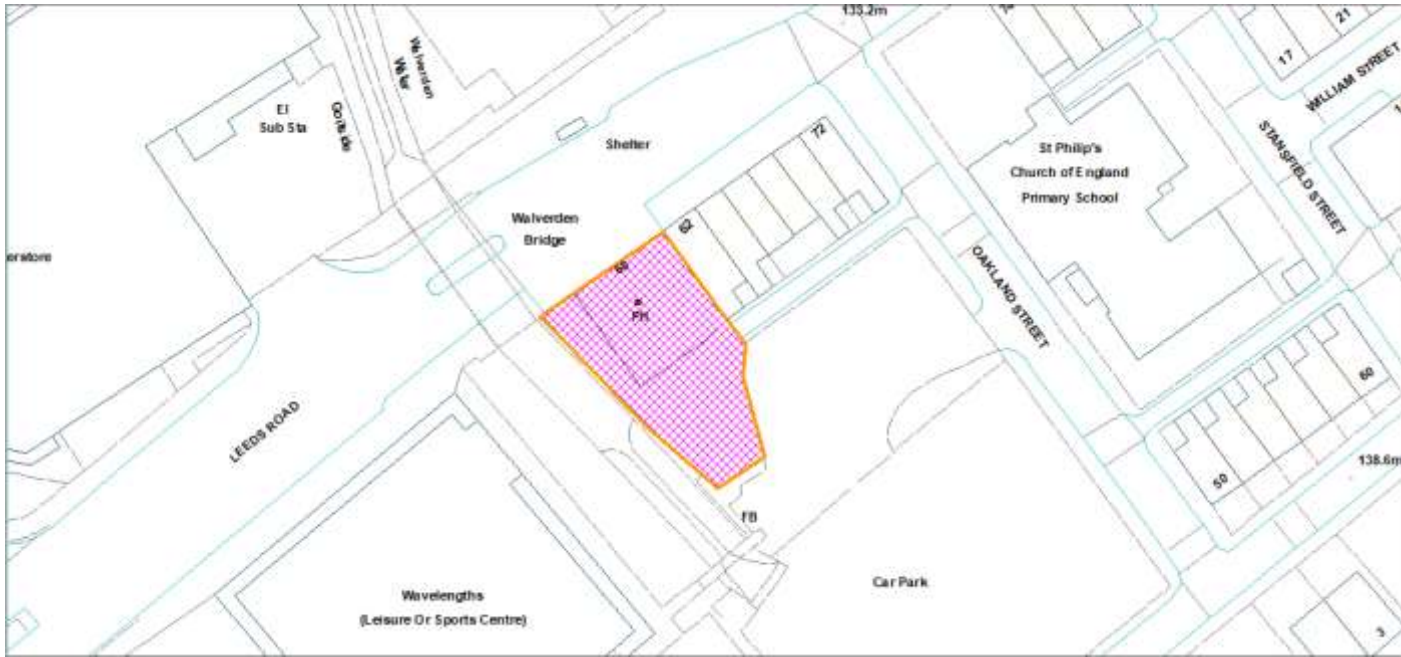 133.2m
21
17
WILLIAM STREET
STANSFIELD STREET
Walverden
Water
El
Sub Sta
Shelter
72
St Philip's
Church of England
Primary School
Walverden
Bridge
62
erstore
PH
OAKLAND STREET
LEEDS ROAD
60
50
138.6m
FB
Car Park
Wavelengths
(Leisure Or Sports Centre)
3